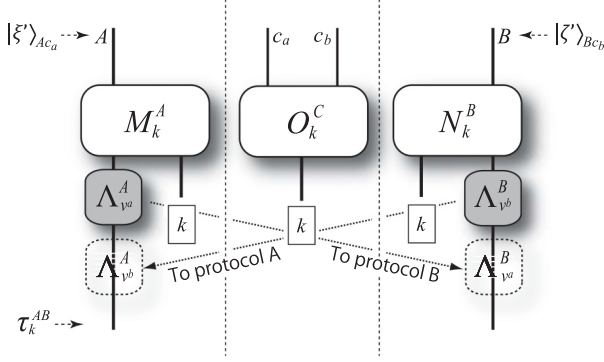 |ξ'⟩_{Ac_a} A c_a c_b B |ζ'⟩_{Bc_b}
M_k^A O_k^C N_k^B
Λ_{v^a}^A Λ_{v^b}^B
k k k
Λ_{v^b}^A To protocol A To protocol B Λ_{v^a}^B
τ_k^{AB}